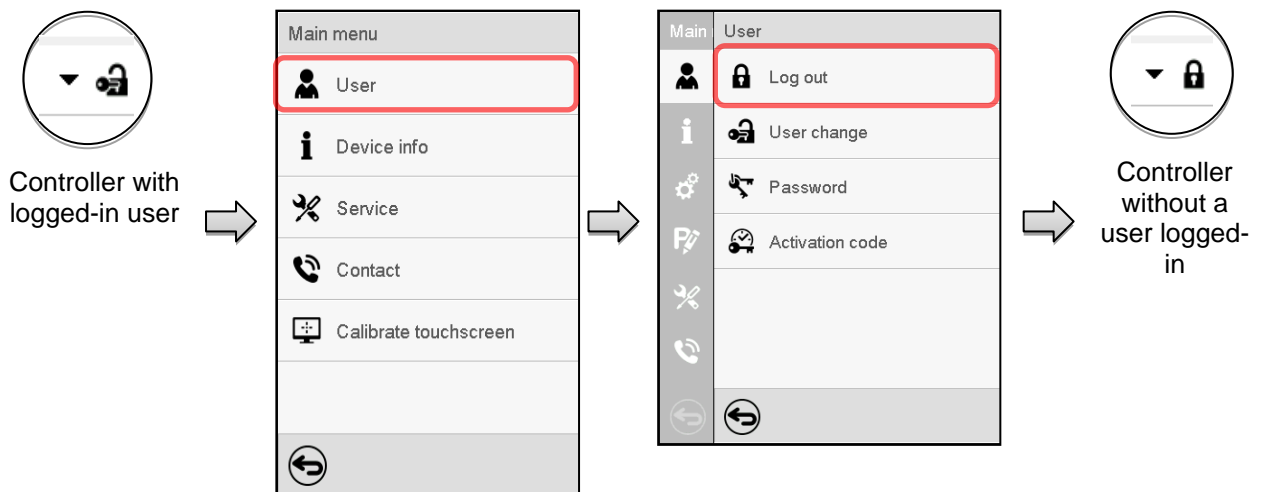 Controller with
logged-in user
Main menu
User
Device info
Service
Contact
Calibrate touchscreen
Main
User
Log out
User change
Password
Activation code
Controller
without a
user logged-
in